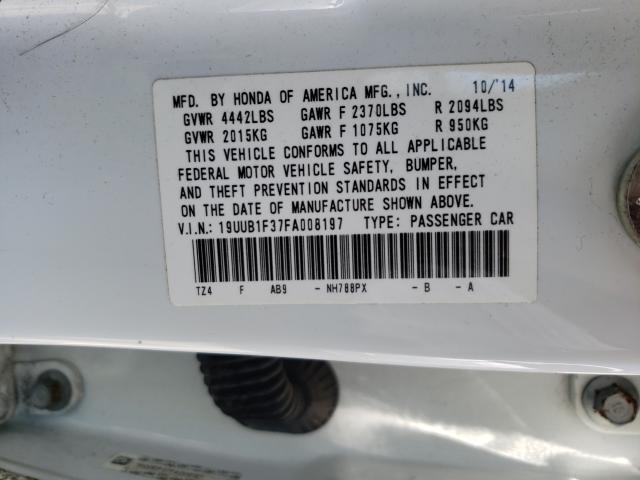 MFD. BY HONDA OF AMERICA MFG., INC. 10/'14
GVWR 4442LBS GAWR F 2370LBS R 2094LBS
GVWR 2015KG GAWR F 1075KG R 950KG
THIS VEHICLE CONFORMS TO ALL APPLICABLE
FEDERAL MOTOR VEHICLE SAFETY, BUMPER,
AND THEFT PREVENTION STANDARDS IN EFFECT
ON THE DATE OF MANUFACTURE SHOWN ABOVE.
V.I.N.: 19UUB1F37FA008197 TYPE: PASSENGER CAR
TZ4 F AB9 - NH788PX - B - A